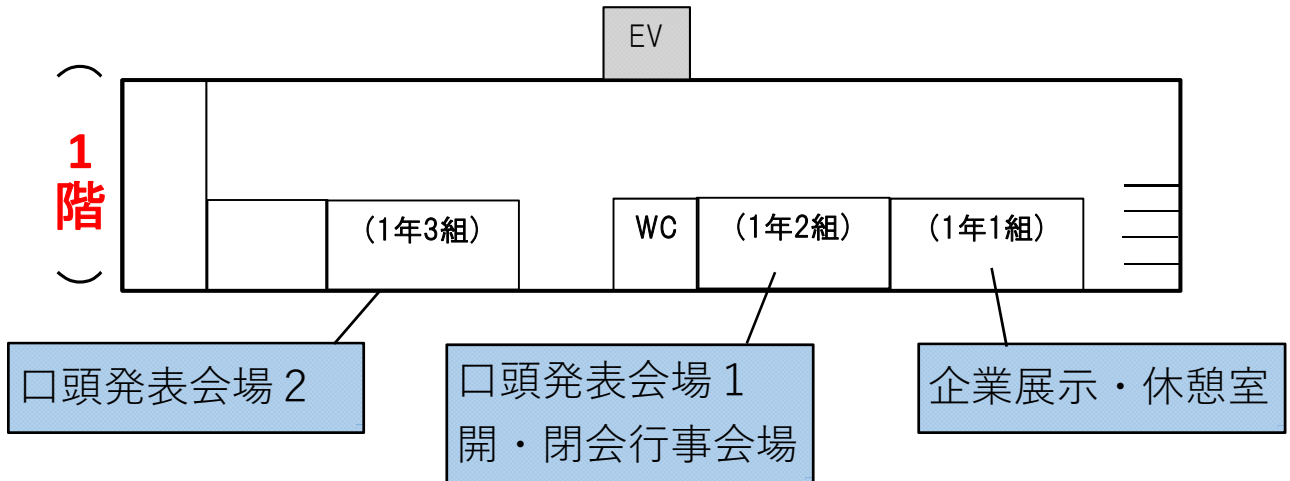 EV
（1階）
（1年3組）
WC
（1年2組）
（1年1組）
口頭発表会場２
口頭発表会場１
開・閉会行事会場
企業展示・休憩室